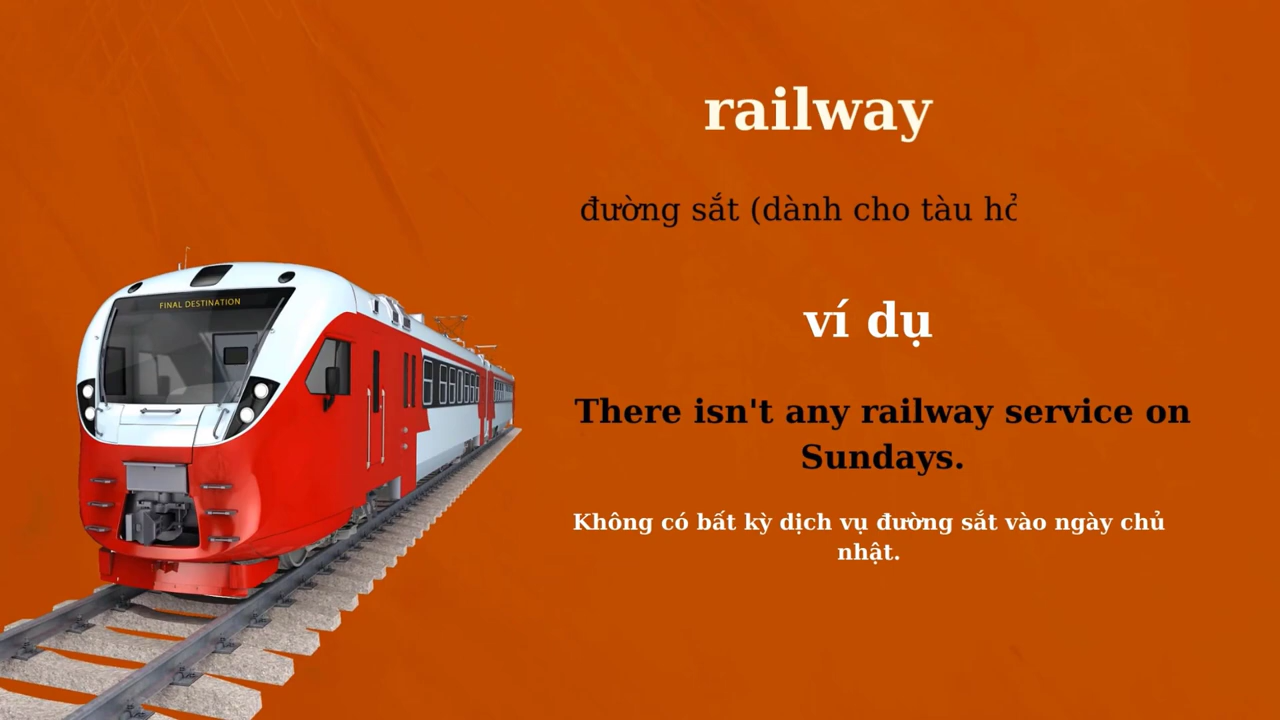 railway
đường sắt (dành cho tàu
FINAL DESTINATION
ví dụ
There isn't any railway service on
Sundays.
Không có bất kỳ dịch vụ đường sắt vào ngày chủ
nhật.